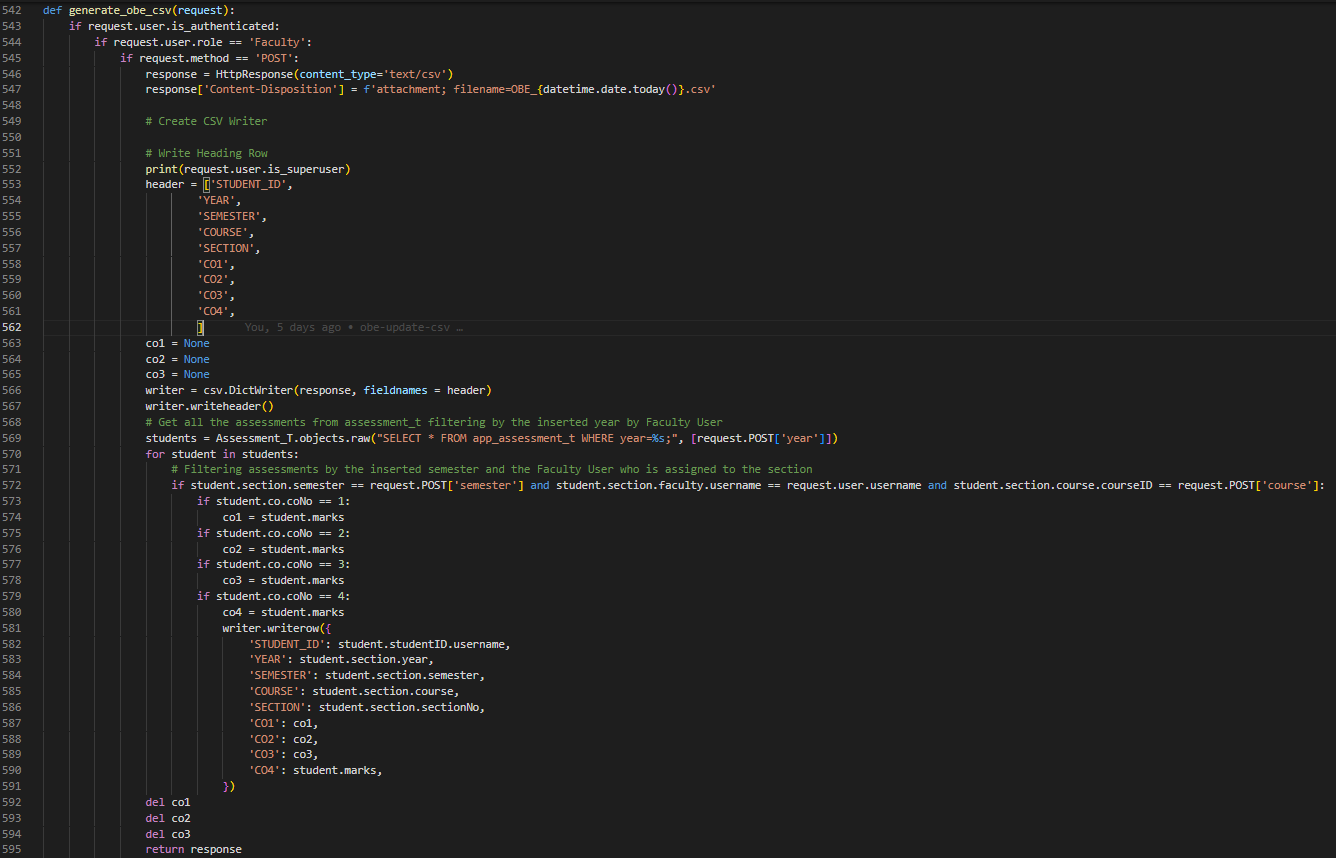 542 def generate_obe_csv(request):
543     if request.user.is_authenticated:
544         if request.user.role == 'Faculty':
545             if request.method == 'POST':
546                 response = HttpResponse(content_type='text/csv')
547                 response['Content-Disposition'] = f'attachment; filename=OBE_{datetime.date.today()}.csv'
548
549                 # Create CSV Writer
550
551                 # Write Heading Row
552                 print(request.user.is_superuser)
553                 header = ['STUDENT_ID',
554                         'YEAR',
555                         'SEMESTER',
556                         'COURSE',
557                         'SECTION',
558                         'CO1',
559                         'CO2',
560                         'CO3',
561                         'CO4',
562                         ]      You, 5 days ago • obe-update-csv …
563                 co1 = None
564                 co2 = None
565                 co3 = None
566                 writer = csv.DictWriter(response, fieldnames = header)
567                 writer.writeheader()
568                 # Get all the assessments from assessment_t filtering by the inserted year by Faculty User
569                 students = Assessment_T.objects.raw("SELECT * FROM app_assessment_t WHERE year=%s;", [request.POST['year']])
570                 for student in students:
571                     # Filtering assessments by the inserted semester and the Faculty User who is assigned to the section
572                     if student.section.semester == request.POST['semester'] and student.section.faculty.username == request.user.username and student.section.course.courseID == request.POST['course']:
573                         if student.co.coNo == 1:
574                             co1 = student.marks
575                         if student.co.coNo == 2:
576                             co2 = student.marks
577                         if student.co.coNo == 3:
578                             co3 = student.marks
579                         if student.co.coNo == 4:
580                             co4 = student.marks
581                             writer.writerow({
582                                 'STUDENT_ID': student.studentID.username,
583                                 'YEAR': student.section.year,
584                                 'SEMESTER': student.section.semester,
585                                 'COURSE': student.section.course,
586                                 'SECTION': student.section.sectionNo,
587                                 'CO1': co1,
588                                 'CO2': co2,
589                                 'CO3': co3,
590                                 'CO4': student.marks,
591                             })
592                 del co1
593                 del co2
594                 del co3
595                 return response